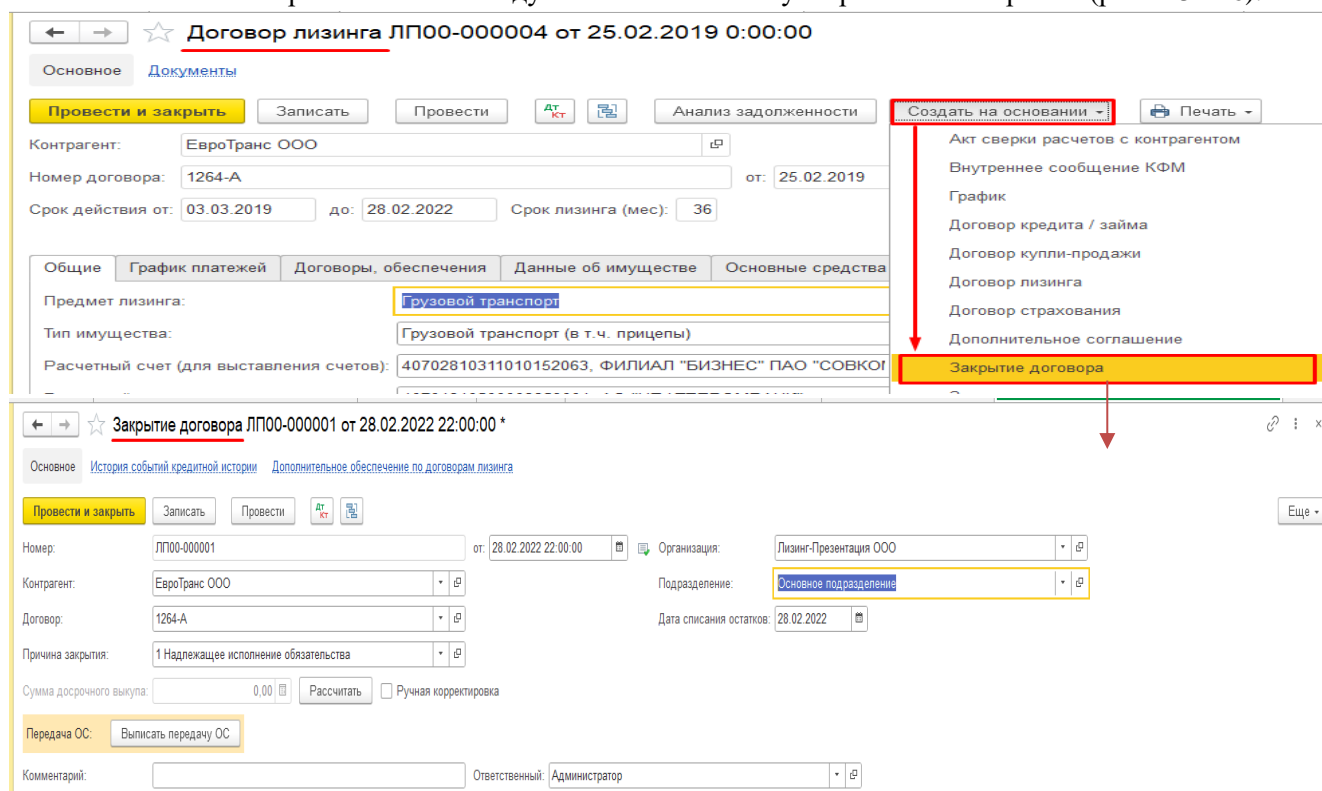 ← → ☆ Договор лизинга ЛП00-000004 от 25.02.2019 0:00:00
Основное Документы
Провести и закрыть Записать Провести Дт Кт Анализ задолженности Создать на основании Печать
Контрагент: ЕвроТранс ООО
Номер договора: 1264-А от: 25.02.2019
Срок действия от: 03.03.2019 до: 28.02.2022 Срок лизинга (мес): 36
Общие График платежей Договоры, обеспечения Данные об имуществе Основные средства
Предмет лизинга: Грузовой транспорт
Тип имущества: Грузовой транспорт (в т.ч. прицепы)
Расчетный счет (для выставления счетов): 40702810311010152063, ФИЛИАЛ "БИЗНЕС" ПАО "СОВКО
Акт сверки расчетов с контрагентом
Внутреннее сообщение КФМ
График
Договор кредита / займа
Договор купли-продажи
Договор лизинга
Договор страхования
Дополнительное соглашение
Закрытие договора
← → ☆ Закрытие договора ЛП00-000001 от 28.02.2022 22:00:00 *
Основное История событий кредитной истории Дополнительное обеспечение по договорам лизинга
Провести и закрыть Записать Провести Дт Кт Еще
Номер: ЛП00-000001 от: 28.02.2022 22:00:00 Организация: Лизинг-Презентация ООО
Контрагент: ЕвроТранс ООО Подразделение: Основное подразделение
Договор: 1264-А Дата списания остатков: 28.02.2022
Причина закрытия: 1 Надлежащее исполнение обязательства
Сумма досрочного выкупа: 0,00 Рассчитать Ручная корректировка
Передача ОС: Выписать передачу ОС
Комментарий: Ответственный: Администратор